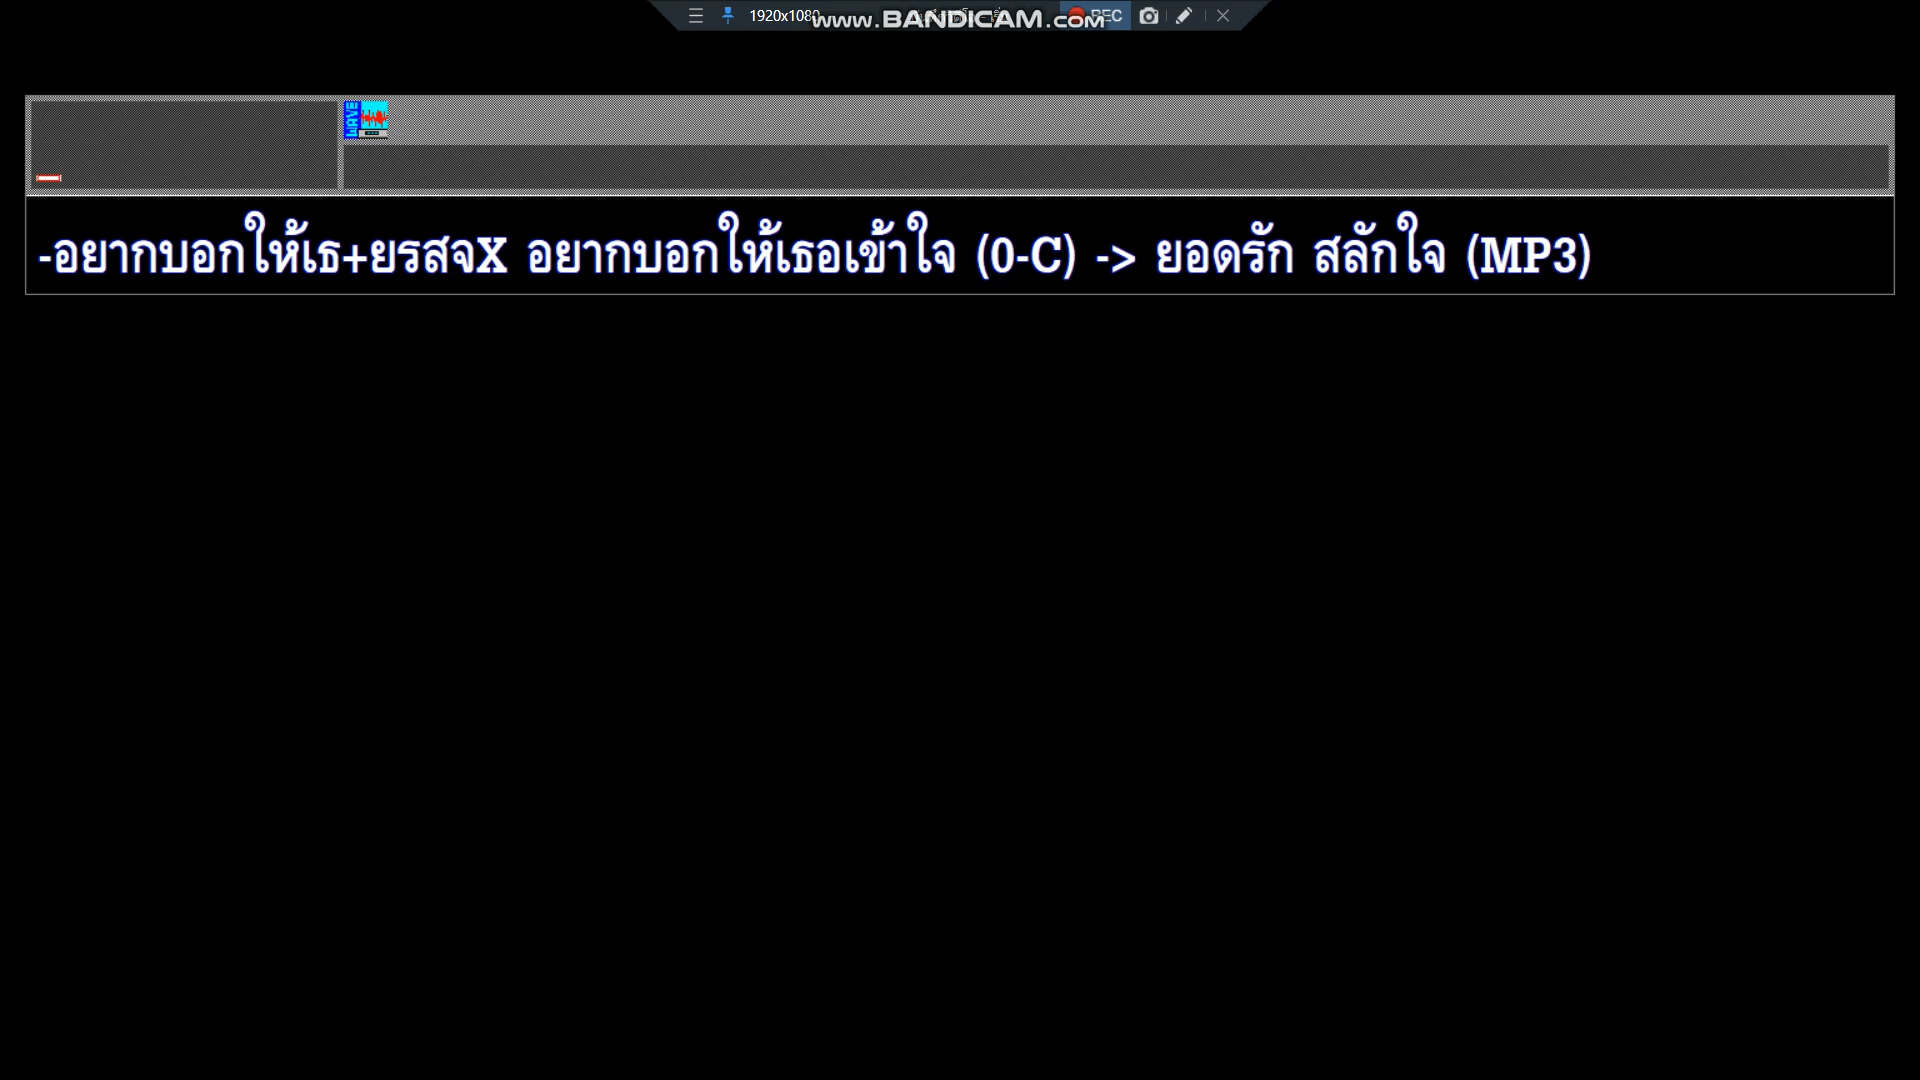 1920x1080
www.BANDICAM.com
REC
WAVE
-อยากบอกให้เธ+ยรสจX อยากบอกให้เธอเข้าใจ (0-C) -> ยอดรัก สลักใจ (MP3)